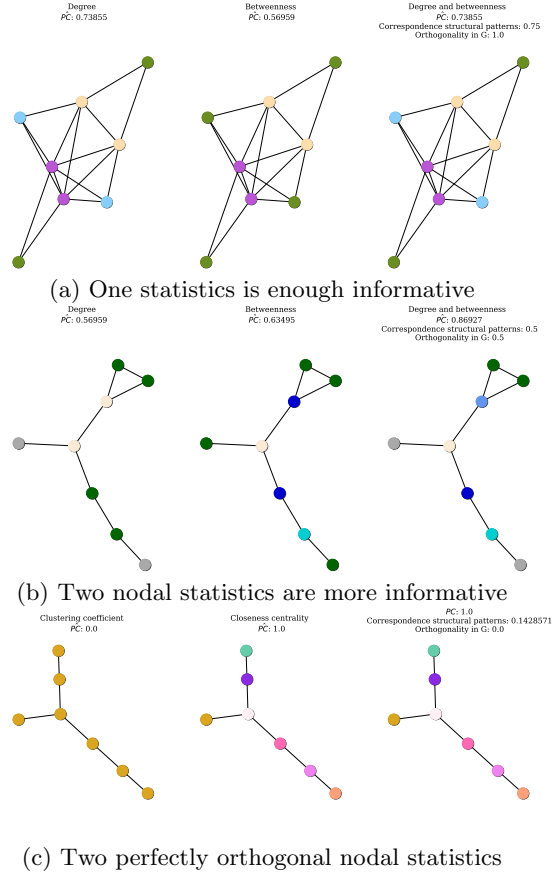 Degree
P̂C: 0.73855
Betweenness
P̂C: 0.56959
Degree and betweenness
P̂C: 0.73855
Correspondence structural patterns: 0.75
Orthogonality in G: 1.0
(a) One statistics is enough informative
Degree
P̂C: 0.56959
Betweenness
P̂C: 0.63495
Degree and betweenness
P̂C: 0.86927
Correspondence structural patterns: 0.5
Orthogonality in G: 0.5
(b) Two nodal statistics are more informative
Clustering coefficient
P̂C: 0.0
Closeness centrality
P̂C: 1.0
PC: 1.0
Correspondence structural patterns: 0.1428571
Orthogonality in G: 0.0
(c) Two perfectly orthogonal nodal statistics